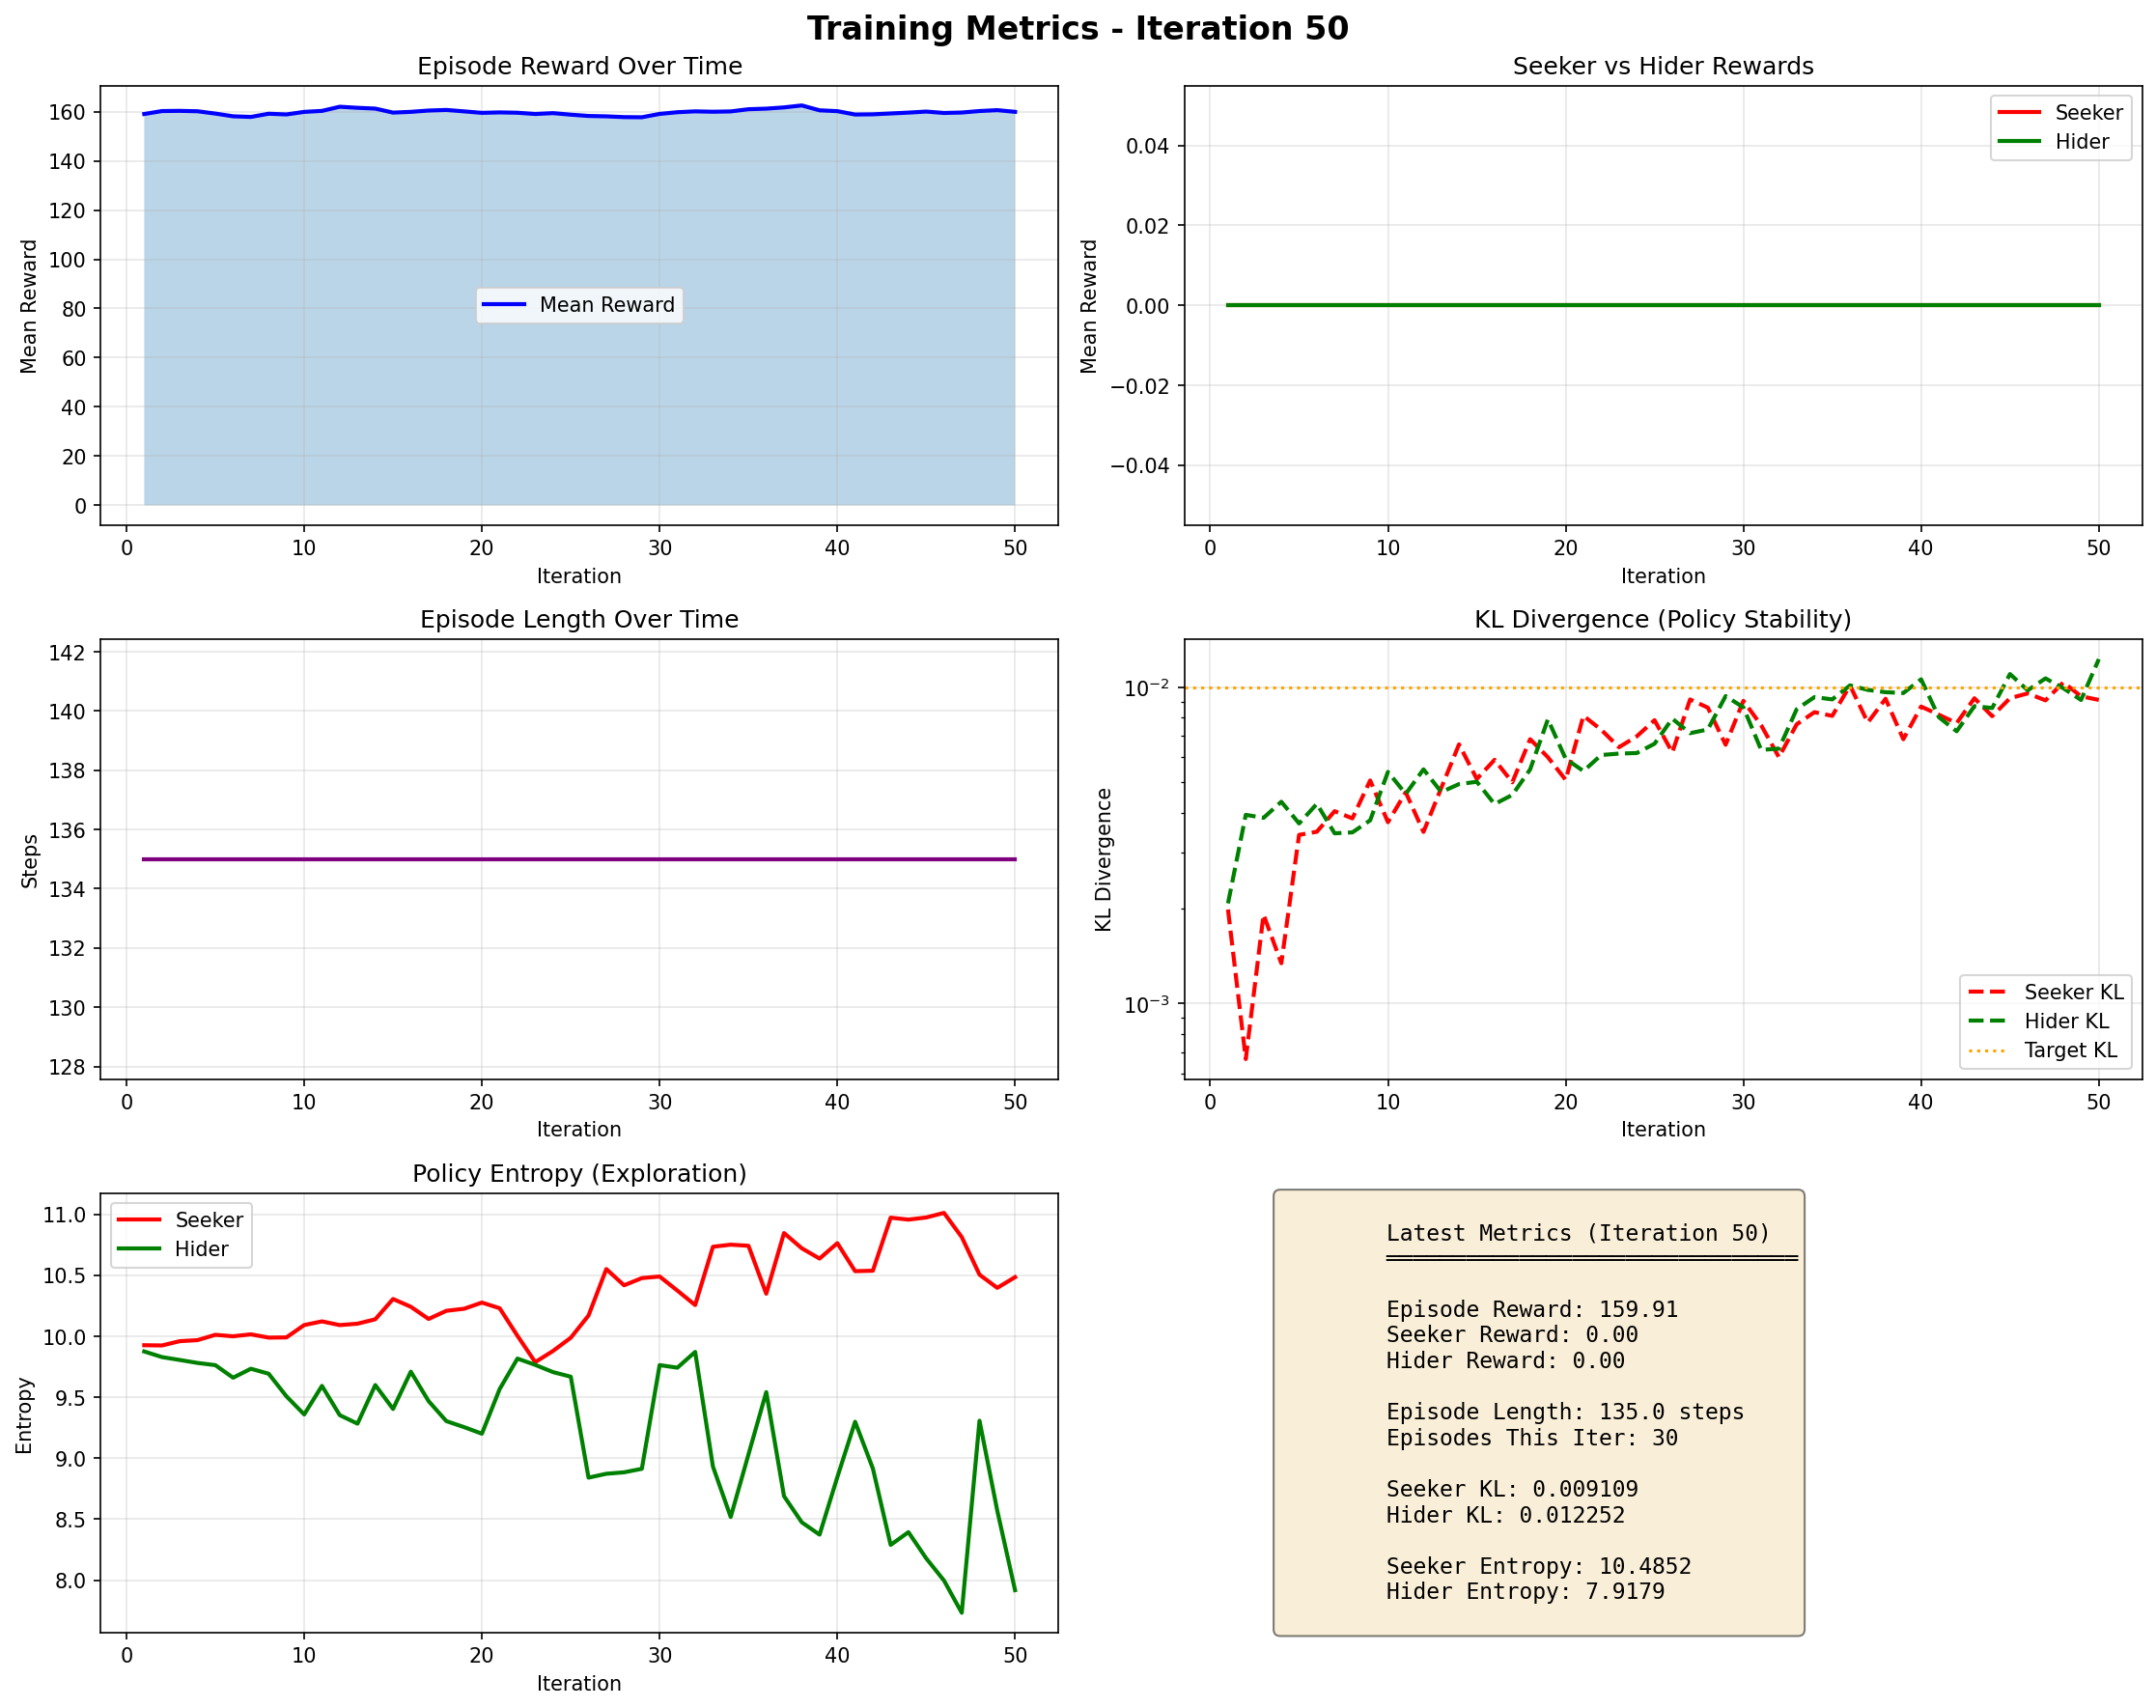 Training Metrics - Iteration 50
Episode Reward Over Time
Mean Reward
160
140
120
100
80
60
40
20
0
Mean Reward
0 10 20 30 40 50
Iteration
Seeker vs Hider Rewards
Mean Reward
0.04
0.02
0.00
−0.02
−0.04
Seeker
Hider
0 10 20 30 40 50
Iteration
Episode Length Over Time
Steps
142
140
138
136
134
132
130
128
0 10 20 30 40 50
Iteration
KL Divergence (Policy Stability)
KL Divergence
10⁻²
10⁻³
Seeker KL
Hider KL
Target KL
0 10 20 30 40 50
Iteration
Policy Entropy (Exploration)
Entropy
11.0
10.5
10.0
9.5
9.0
8.5
8.0
Seeker
Hider
0 10 20 30 40 50
Iteration
Latest Metrics (Iteration 50)
Episode Reward: 159.91
Seeker Reward: 0.00
Hider Reward: 0.00
Episode Length: 135.0 steps
Episodes This Iter: 30
Seeker KL: 0.009109
Hider KL: 0.012252
Seeker Entropy: 10.4852
Hider Entropy: 7.9179